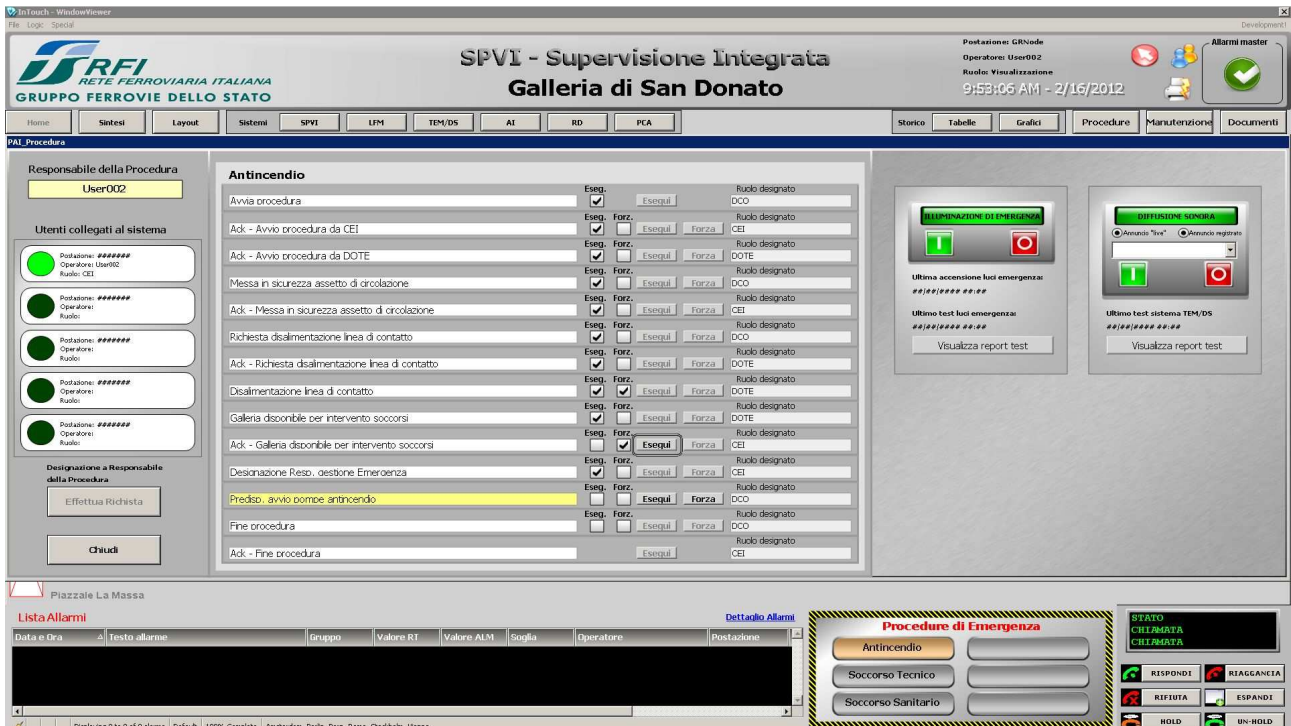 InTouch - WindowViewer
File Logic Special
Development!
RFI
RETE FERROVIARIA ITALIANA
GRUPPO FERROVIE DELLO STATO
SPVI - Supervisione Integrata
Galleria di San Donato
Postazione: GRNode
Operatore: User002
Ruolo: Visualizzazione
9:53:06 AM - 2/16/2012
Allarmi master
Home Sintesi Layout Sistemi SPVI LFM TEM/DS AI RD PCA Storico Tabelle Grafici Procedure Manutenzione Documenti
PAI_Procedura
Responsabile della Procedura
User002
Utenti collegati al sistema
Postazione: #######
Operatore: User002
Ruolo: CEI
Postazione: #######
Operatore:
Ruolo:
Postazione: #######
Operatore:
Ruolo:
Postazione: #######
Operatore:
Ruolo:
Postazione: #######
Operatore:
Ruolo:
Designazione a Responsabile
della Procedura
Effettua Richista
Chiudi
Antincendio
Eseg. Ruolo designato
Avvia procedura Esegui DCO
Eseg. Forz. Ruolo designato
Ack - Avvio procedura da CEI Esegui Forza CEI
Eseg. Forz. Ruolo designato
Ack - Avvio procedura da DOTE Esegui Forza DOTE
Eseg. Forz. Ruolo designato
Messa in sicurezza assetto di circolazione Esegui Forza DCO
Eseg. Forz. Ruolo designato
Ack - Messa in sicurezza assetto di circolazione Esegui Forza CEI
Eseg. Forz. Ruolo designato
Richiesta disalimentazione linea di contatto Esegui Forza DCO
Eseg. Forz. Ruolo designato
Ack - Richiesta disalimentazione linea di contatto Esegui Forza DOTE
Eseg. Forz. Ruolo designato
Disalimentazione linea di contatto Esegui Forza DOTE
Eseg. Forz. Ruolo designato
Galleria disponibile per intervento soccorsi Esegui Forza DOTE
Eseg. Forz. Ruolo designato
Ack - Galleria disponibile per intervento soccorsi Esegui Forza CEI
Eseg. Forz. Ruolo designato
Designazione Resp. gestione Emergenza Esegui Forza CEI
Eseg. Forz. Ruolo designato
Predisp. avvio pompe antincendio Esegui Forza DCO
Eseg. Forz. Ruolo designato
Fine procedura Esegui Forza DCO
Ruolo designato
Ack - Fine procedura Esegui CEI
ILLUMINAZIONE DI EMERGENZA
Ultima accensione luci emergenza:
##/##/#### ##:##
Ultimo test luci emergenza:
##/##/#### ##:##
Visualizza report test
DIFFUSIONE SONORA
Annuncio "live" Annuncio registrato
Ultimo test sistema TEM/DS
##/##/#### ##:##
Visualizza report test
Piazzale La Massa
Lista Allarmi
Dettaglio Allarmi
Data e Ora Testo allarme Gruppo Valore RT Valore ALM Soglia Operatore Postazione
Procedure di Emergenza
Antincendio
Soccorso Tecnico
Soccorso Sanitario
STATO
CHIAMATA
CHIAMATA
RISPONDI RIAGGANCIA
RIFIUTA ESPANDI
HOLD UN-HOLD